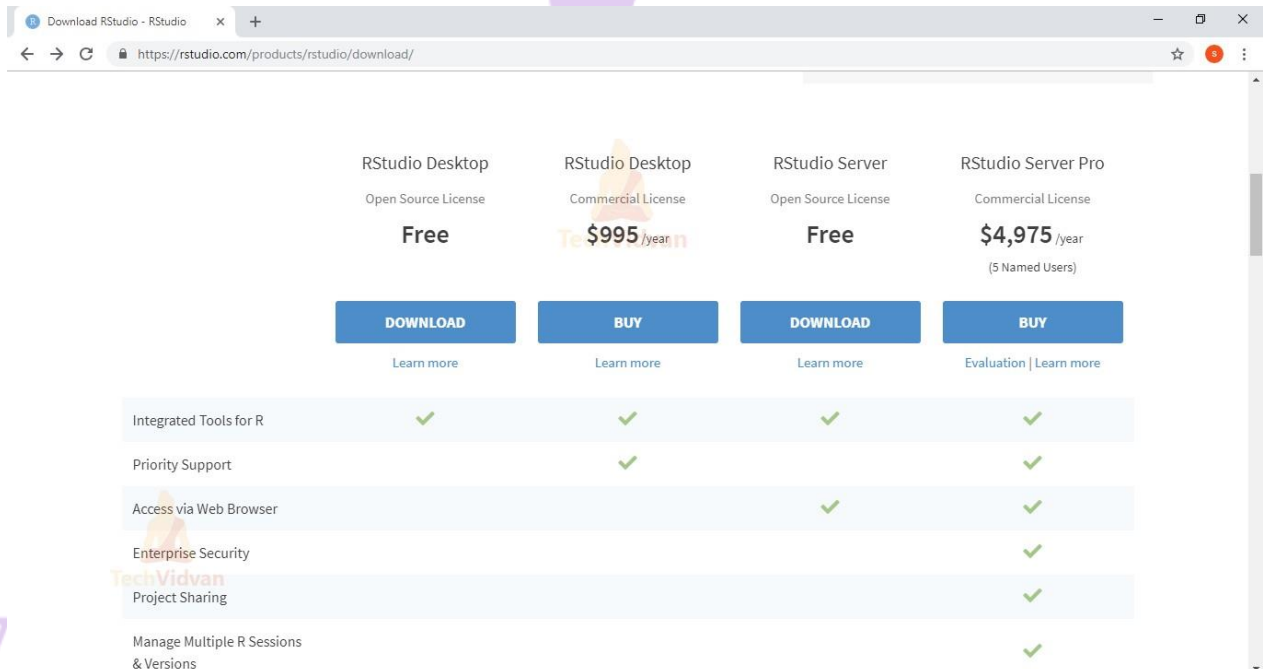 Download RStudio - RStudio
https://rstudio.com/products/rstudio/download/
RStudio Desktop
Open Source License
Free
DOWNLOAD
Learn more
RStudio Desktop
Commercial License
$995 /year
BUY
Learn more
RStudio Server
Open Source License
Free
DOWNLOAD
Learn more
RStudio Server Pro
Commercial License
$4,975 /year
(5 Named Users)
BUY
Evaluation | Learn more
Integrated Tools for R
Priority Support
Access via Web Browser
Enterprise Security
TechVidvan
Project Sharing
Manage Multiple R Sessions
& Versions